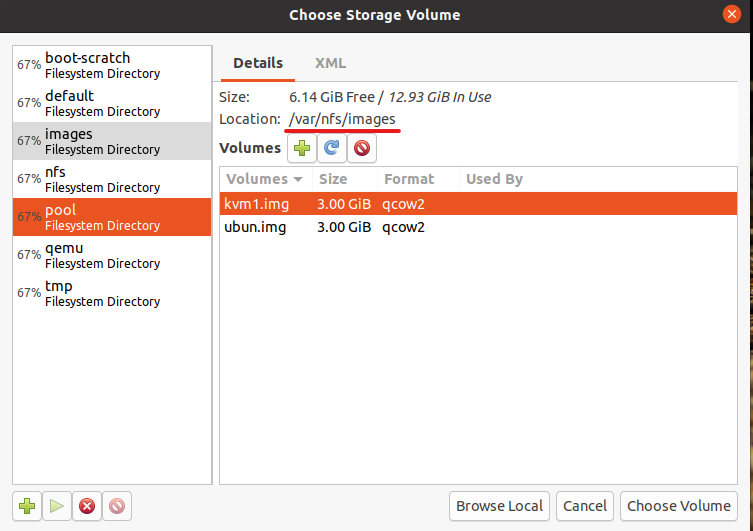 Choose Storage Volume
67% boot-scratch
Filesystem Directory
67% default
Filesystem Directory
67% images
Filesystem Directory
67% nfs
Filesystem Directory
67% pool
Filesystem Directory
67% qemu
Filesystem Directory
67% tmp
Filesystem Directory
Details XML
Size: 6.14 GiB Free / 12.93 GiB In Use
Location: /var/nfs/images
Volumes
Volumes Size Format Used By
kvm1.img 3.00 GiB qcow2
ubun.img 3.00 GiB qcow2
Browse Local Cancel Choose Volume